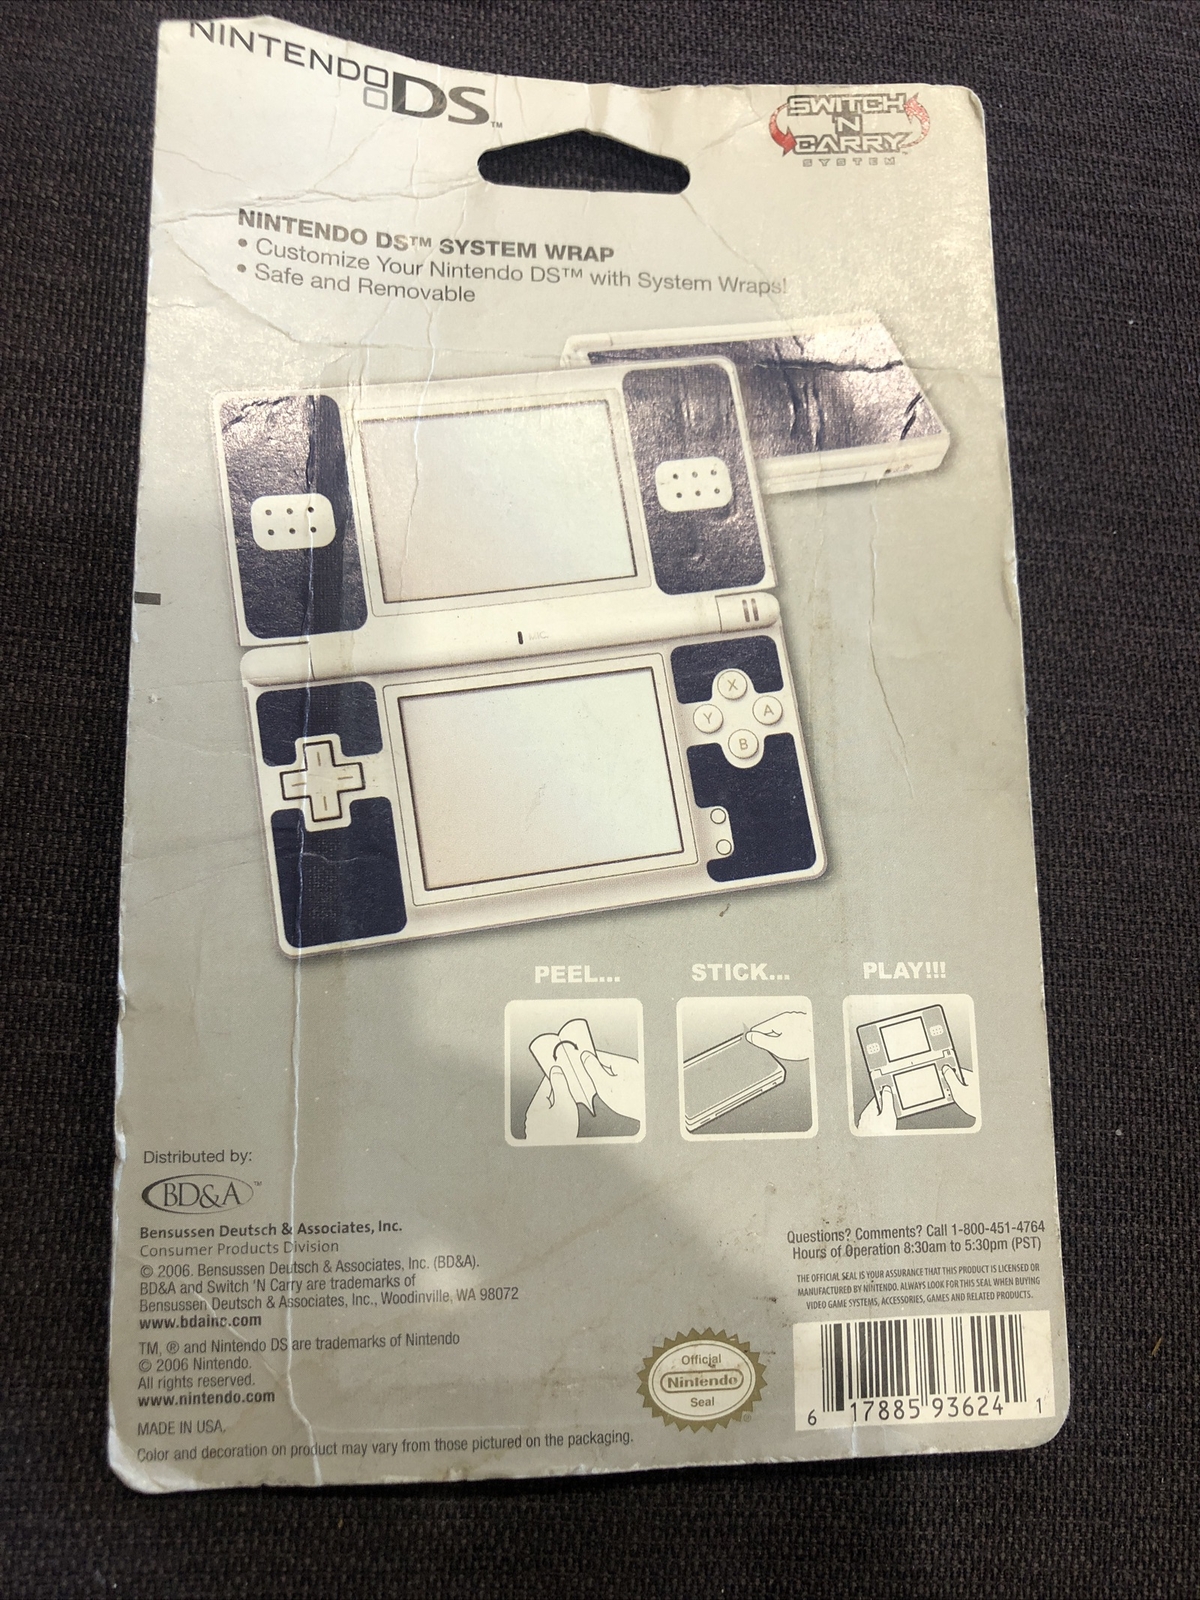 NINTENDO DS™
SWITCH
N
CARRY
SYSTEM
NINTENDO DS™ SYSTEM WRAP
• Customize Your Nintendo DS™ with System Wraps!
• Safe and Removable
X
Y
A
B
PEEL... STICK... PLAY!!!
Distributed by:
BD&A™
Bensussen Deutsch & Associates, Inc.
Consumer Products Division
© 2006. Bensussen Deutsch & Associates, Inc. (BD&A).
BD&A and Switch 'N Carry are trademarks of
Bensussen Deutsch & Associates, Inc., Woodinville, WA 98072
www.bdainc.com
TM, ® and Nintendo DS are trademarks of Nintendo
© 2006 Nintendo.
All rights reserved.
www.nintendo.com
MADE IN USA.
Color and decoration on product may vary from those pictured on the packaging.
Questions? Comments? Call 1-800-451-4764
Hours of Operation 8:30am to 5:30pm (PST)
THE OFFICIAL SEAL IS YOUR ASSURANCE THAT THIS PRODUCT IS LICENSED OR
MANUFACTURED BY NINTENDO. ALWAYS LOOK FOR THIS SEAL WHEN BUYING
VIDEO GAME SYSTEMS, ACCESSORIES, GAMES AND RELATED PRODUCTS.
Official
Nintendo
Seal
®
6 17885 93624 1